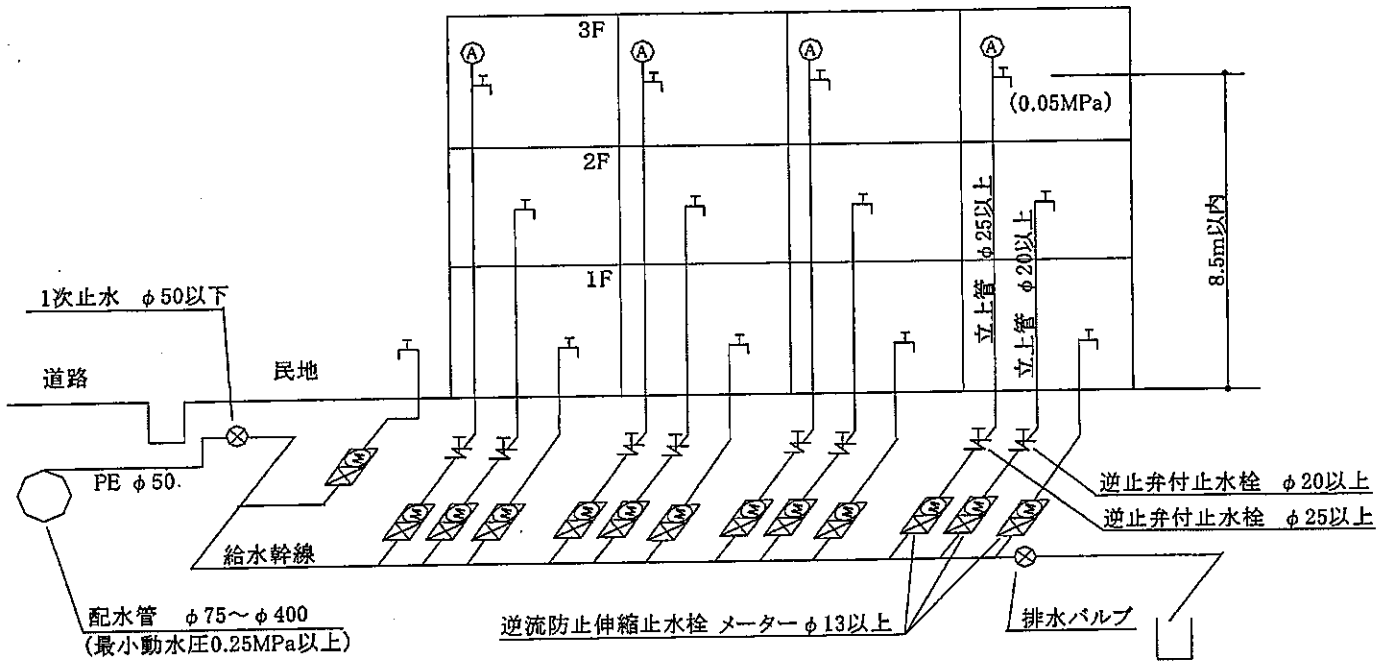 3F
A
A
A
A
(0.05MPa)
2F
8.5m以内
立上管 φ25以上
立上管 φ20以上
1F
1次止水 φ50以下
道路
民地
PE φ50.
M
M M M
M M M
M M M
M M M
逆止弁付止水栓 φ20以上
逆止弁付止水栓 φ25以上
給水幹線
配水管 φ75~φ400
(最小動水圧0.25MPa以上)
逆流防止伸縮止水栓 メーターφ13以上
排水バルブ